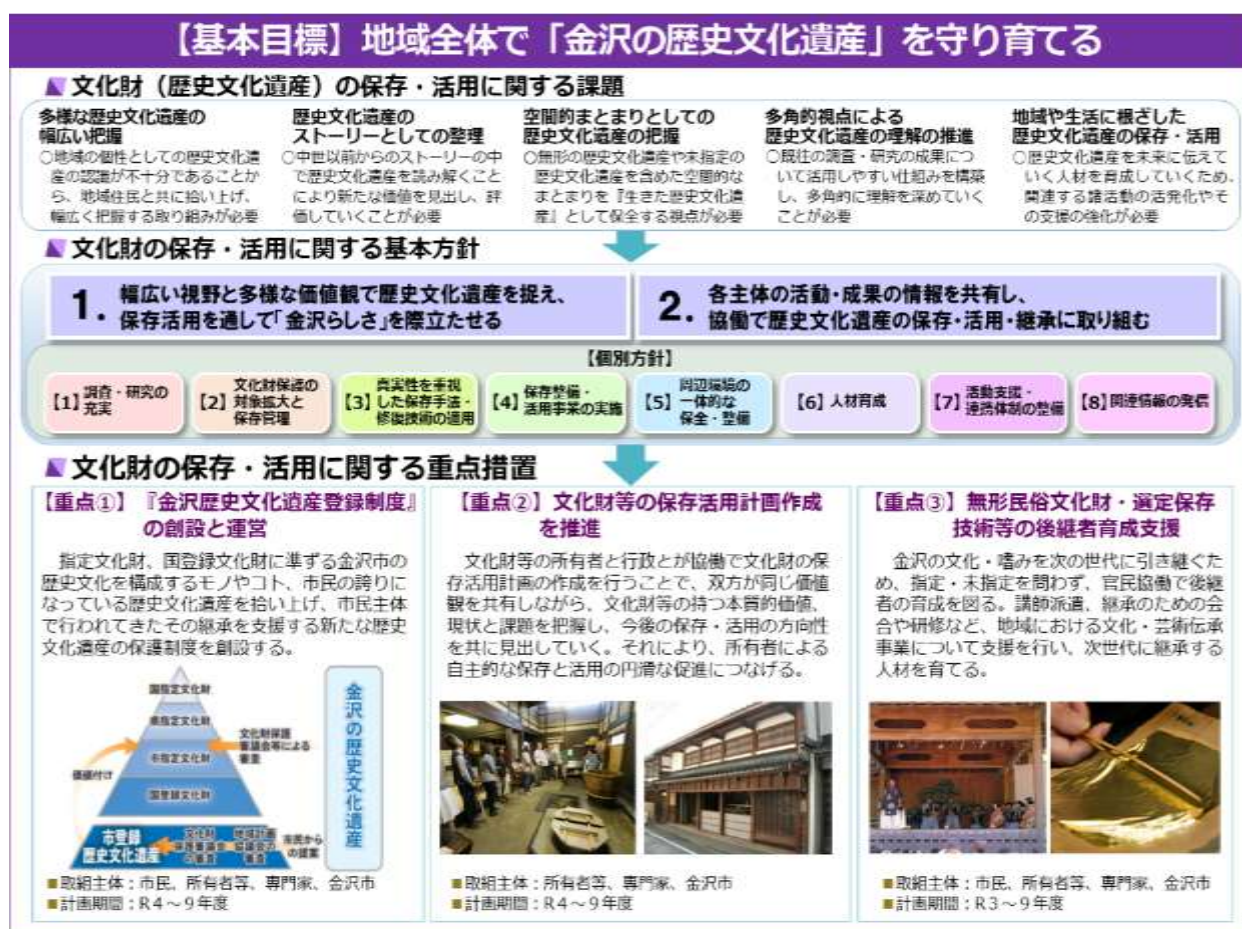 【基本目標】地域全体で「金沢の歴史文化遺産」を守り育てる
文化財（歴史文化遺産）の保存・活用に関する課題
多様な歴史文化遺産の
幅広い把握
○地域の個性としての歴史文化遺
産の認識が不十分であることか
ら、地域住民と共に拾い上げ、
幅広く把握する取り組みが必要
歴史文化遺産の
ストーリーとしての整理
○中世以前からのストーリーの中
で歴史文化遺産を読み解くこと
により新たな価値を見出し、評
価していくことが必要
空間的まとまりとしての
歴史文化遺産の把握
○無形の歴史文化遺産や未指定の
歴史文化遺産を含めた空間的な
まとまりを『生きた歴史文化遺
産』として保全する視点が必要
多角的視点による
歴史文化遺産の理解の推進
○既往の調査・研究の成果につ
いて活用しやすい仕組みを構築
し、多角的に理解を深めていく
ことが必要
地域や生活に根ざした
歴史文化遺産の保存・活用
○歴史文化遺産を未来に伝えて
いく人材を育成していくため、
関連する諸活動の活発化やそ
の支援の強化が必要
文化財の保存・活用に関する基本方針
1. 幅広い視野と多様な価値観で歴史文化遺産を捉え、
保存活用を通して「金沢らしさ」を際立たせる
2. 各主体の活動・成果の情報を共有し、
協働で歴史文化遺産の保存・活用・継承に取り組む
【個別方針】
【1】調査・研究の
充実
【2】文化財保護の
対象拡大と
保存管理
【3】真実性を重視
した保存手法・
修復技術の適用
【4】保存整備・
活用事業の実施
【5】周辺環境の
一体的な
保全・整備
【6】人材育成
【7】活動支援・
連携体制の整備
【8】関連情報の発信
文化財の保存・活用に関する重点措置
【重点①】『金沢歴史文化遺産登録制度』
の創設と運営
指定文化財、国登録文化財に準ずる金沢市の
歴史文化を構成するモノやコト、市民の誇りに
なっている歴史文化遺産を拾い上げ、市民主体
で行われてきたその継承を支援する新たな歴史
文化遺産の保護制度を創設する。
国指定文化財
県指定文化財
市指定文化財
国登録文化財
市登録
歴史文化遺産
価値付け
文化財保護
審議会等による
審査
文化財
保護審議会
の審査
地域計画
協議会の
審査
市民から
の提案
金沢の歴史文化遺産
■取組主体：市民、所有者等、専門家、金沢市
■計画期間：R4～9年度
【重点②】文化財等の保存活用計画作成
を推進
文化財等の所有者と行政とが協働で文化財の保
存活用計画の作成を行うことで、双方が同じ価値
観を共有しながら、文化財等の持つ本質的価値、
現状と課題を把握し、今後の保存・活用の方向性
を共に見出していく。それにより、所有者による
自主的な保存と活用の円滑な促進につなげる。
■取組主体：所有者等、専門家、金沢市
■計画期間：R4～9年度
【重点③】無形民俗文化財・選定保存
技術等の後継者育成支援
金沢の文化・嗜みを次の世代に引き継ぐた
め、指定・未指定を問わず、官民協働で後継
者の育成を図る。講師派遣、継承のための会
合や研修など、地域における文化・芸術伝承
事業について支援を行い、次世代に継承する
人材を育てる。
■取組主体：市民、所有者等、専門家、金沢市
■計画期間：R3～9年度